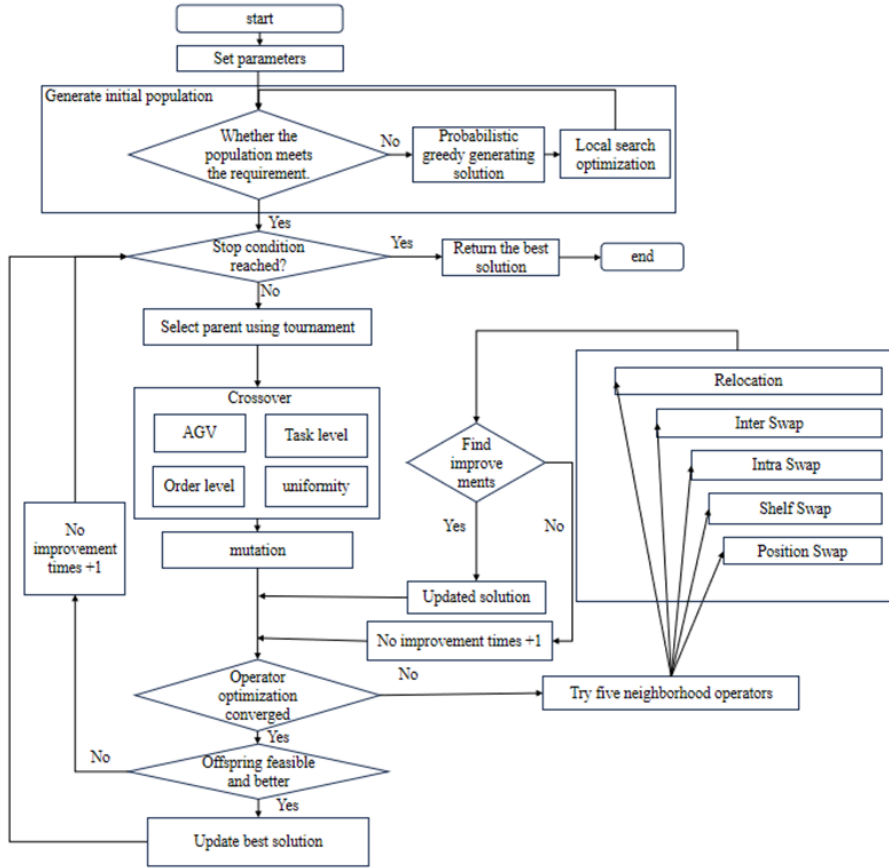 start
Set parameters
Generate initial population
Whether the
population meets
the requirement.
No
Probabilistic
greedy generating
solution
Local search
optimization
Yes
Stop condition
reached?
Yes
Return the best
solution
end
No
Select parent using tournament
Crossover
AGV
Task level
Order level
uniformity
mutation
Find
improve
ments
Yes
No
Updated solution
No improvement times +1
Relocation
Inter Swap
Intra Swap
Shelf Swap
Position Swap
Try five neighborhood operators
Operator
optimization
converged
No
Yes
Offspring feasible
and better
No
No
improvement
times +1
Yes
Update best solution